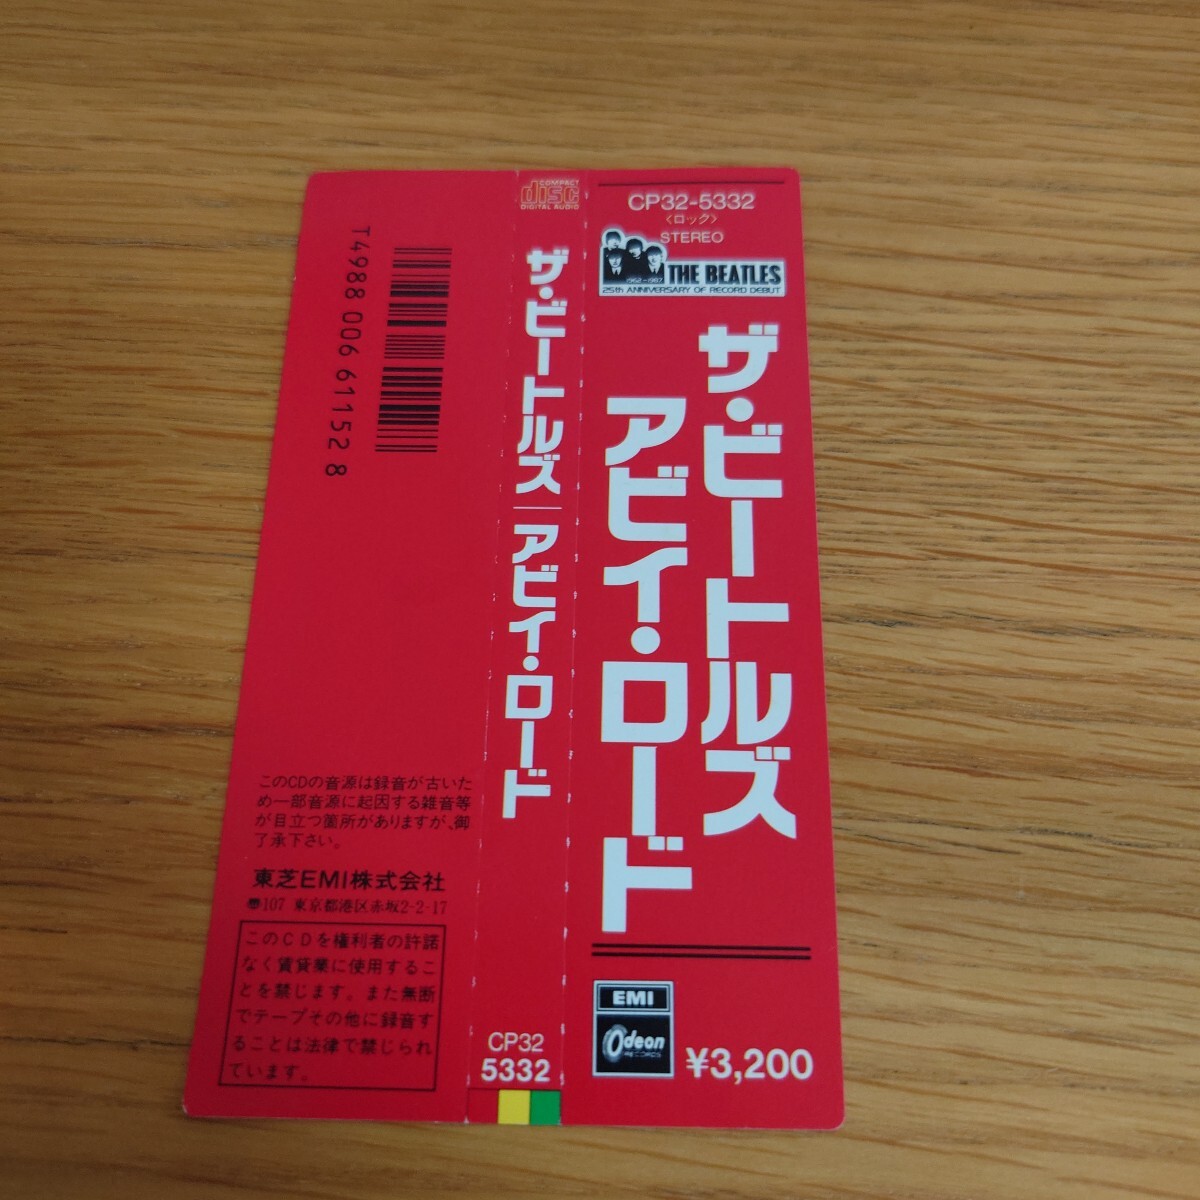 CP32-5332
〈ロック〉
STEREO
1962-1987
THE BEATLES
25th ANNIVERSARY OF RECORD DEBUT
ザ・ビートルズ
アビイ・ロード
EMI
Odeon
RECORDS
¥3,200
COMPACT
disc
DIGITAL AUDIO
ザ・ビートルズ|アビイ・ロード
CP32
5332
T4988 006 61152 8
このCDの音源は録音が古いた
め一部音源に起因する雑音等
が目立つ箇所がありますが、御
了承下さい。
東芝EMI株式会社
〒107 東京都港区赤坂2-2-17
このCDを権利者の許諾
なく賃貸業に使用するこ
とを禁じます。また無断
でテープその他に録音す
ることは法律で禁じられ
ています。